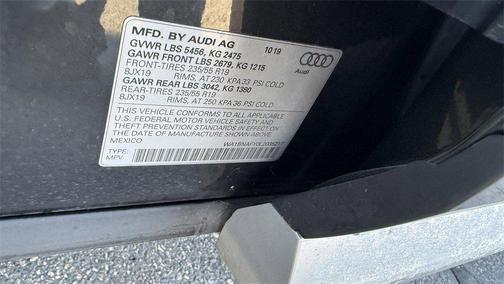 MFD. BY AUDI AG 10 19
GVWR LBS 5456, KG 2475
GAWR FRONT LBS 2679, KG 1215
FRONT-TIRES 235/55 R19
8JX19 RIMS, AT 230 KPA 33 PSI COLD
GAWR REAR LBS 3042, KG 1380
REAR-TIRES 235/55 R19
8JX19 RIMS, AT 250 KPA 36 PSI COLD
Audi
THIS VEHICLE CONFORMS TO ALL APPLICABLE
U.S. FEDERAL MOTOR VEHICLE SAFETY AND
THEFT PREVENTION STANDARDS IN EFFECT ON
THE DATE OF MANUFACTURE SHOWN ABOVE
MEXICO
TYPE:
MPV